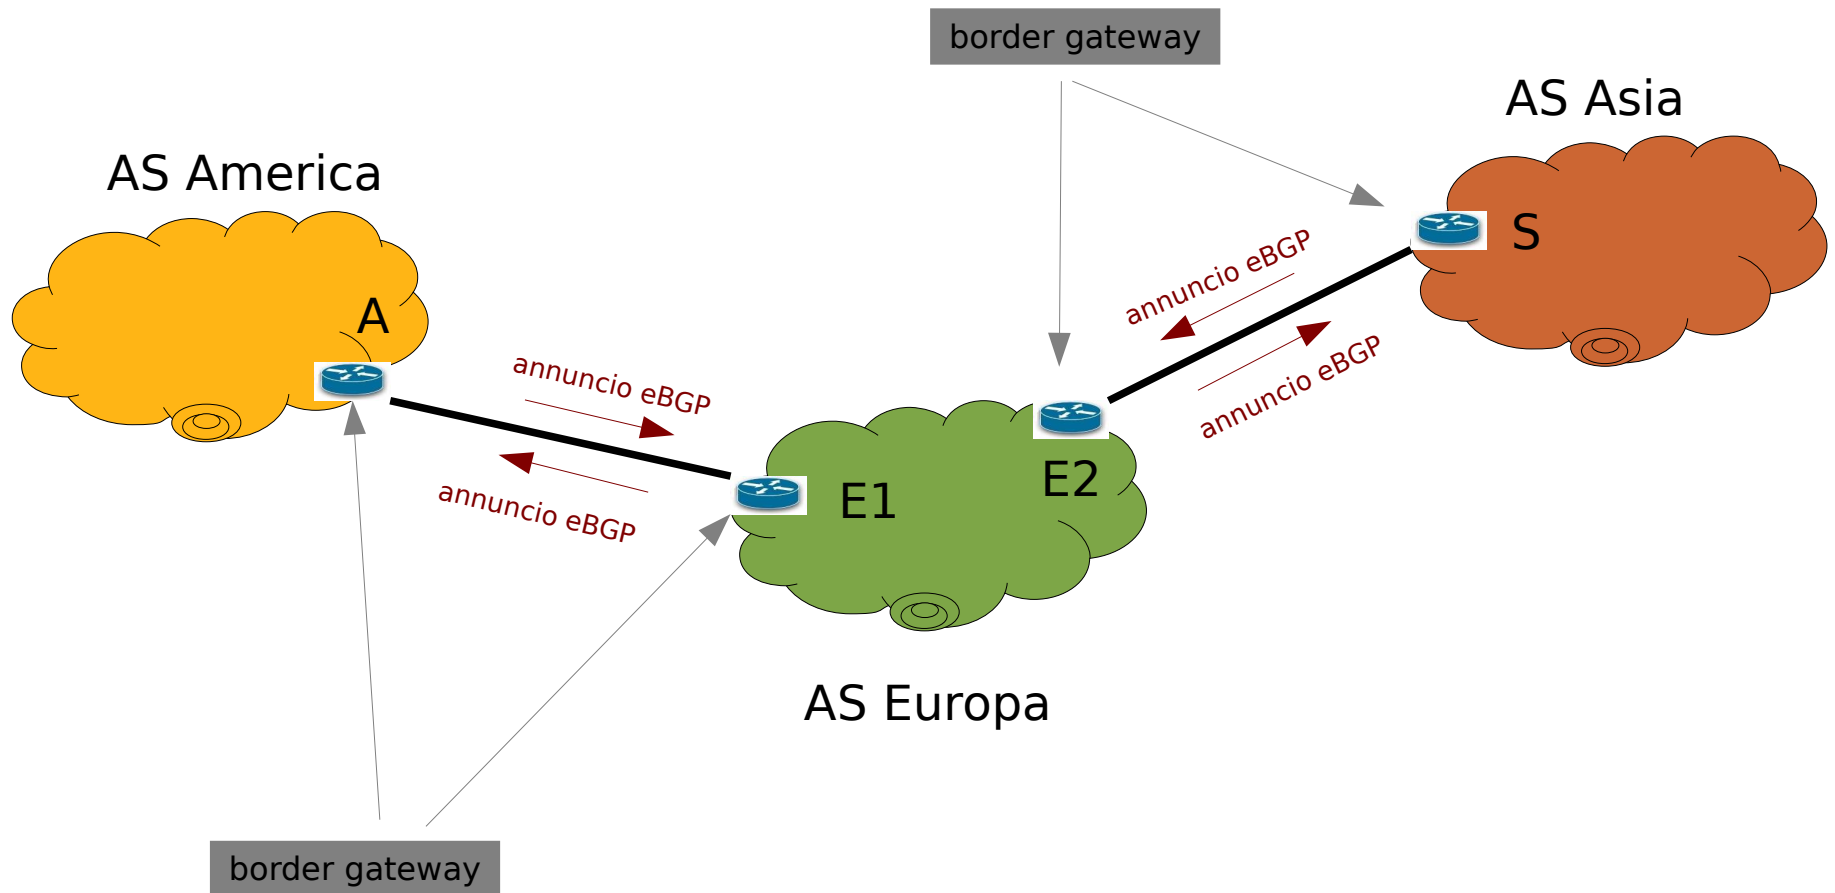 border gateway
AS Asia
AS America
S
annuncio eBGP
A
annuncio eBGP
annuncio eBGP
annuncio eBGP
E2
E1
AS Europa
border gateway